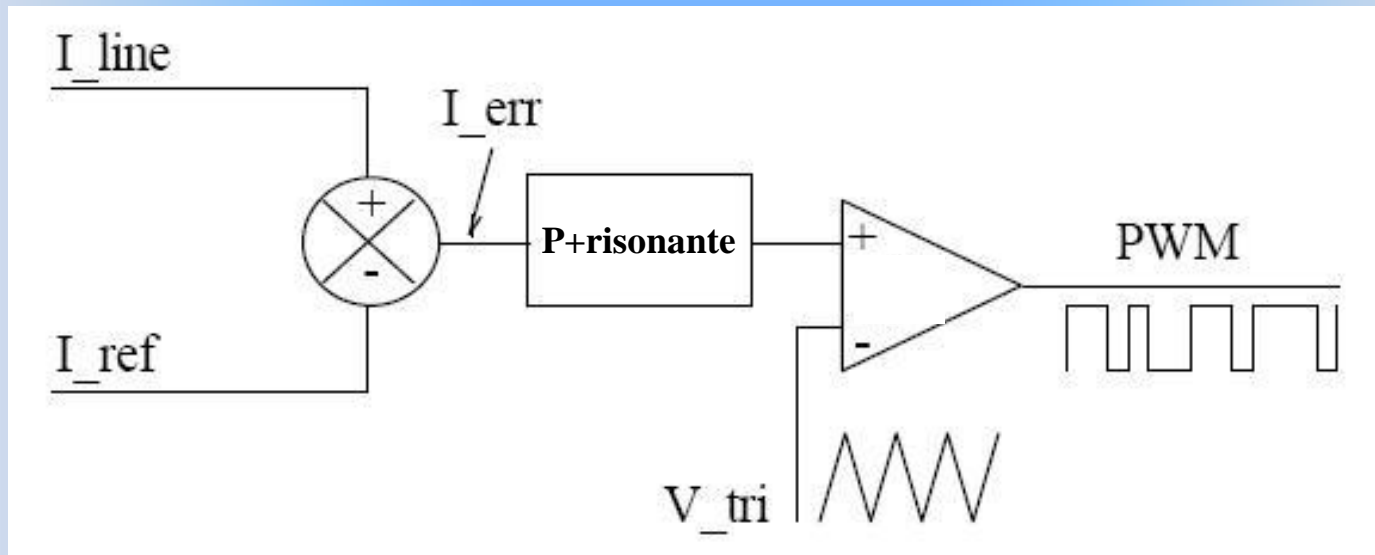 I_line
I_err
+
-
P+risonante
+
-
PWM
I_ref
V_tri